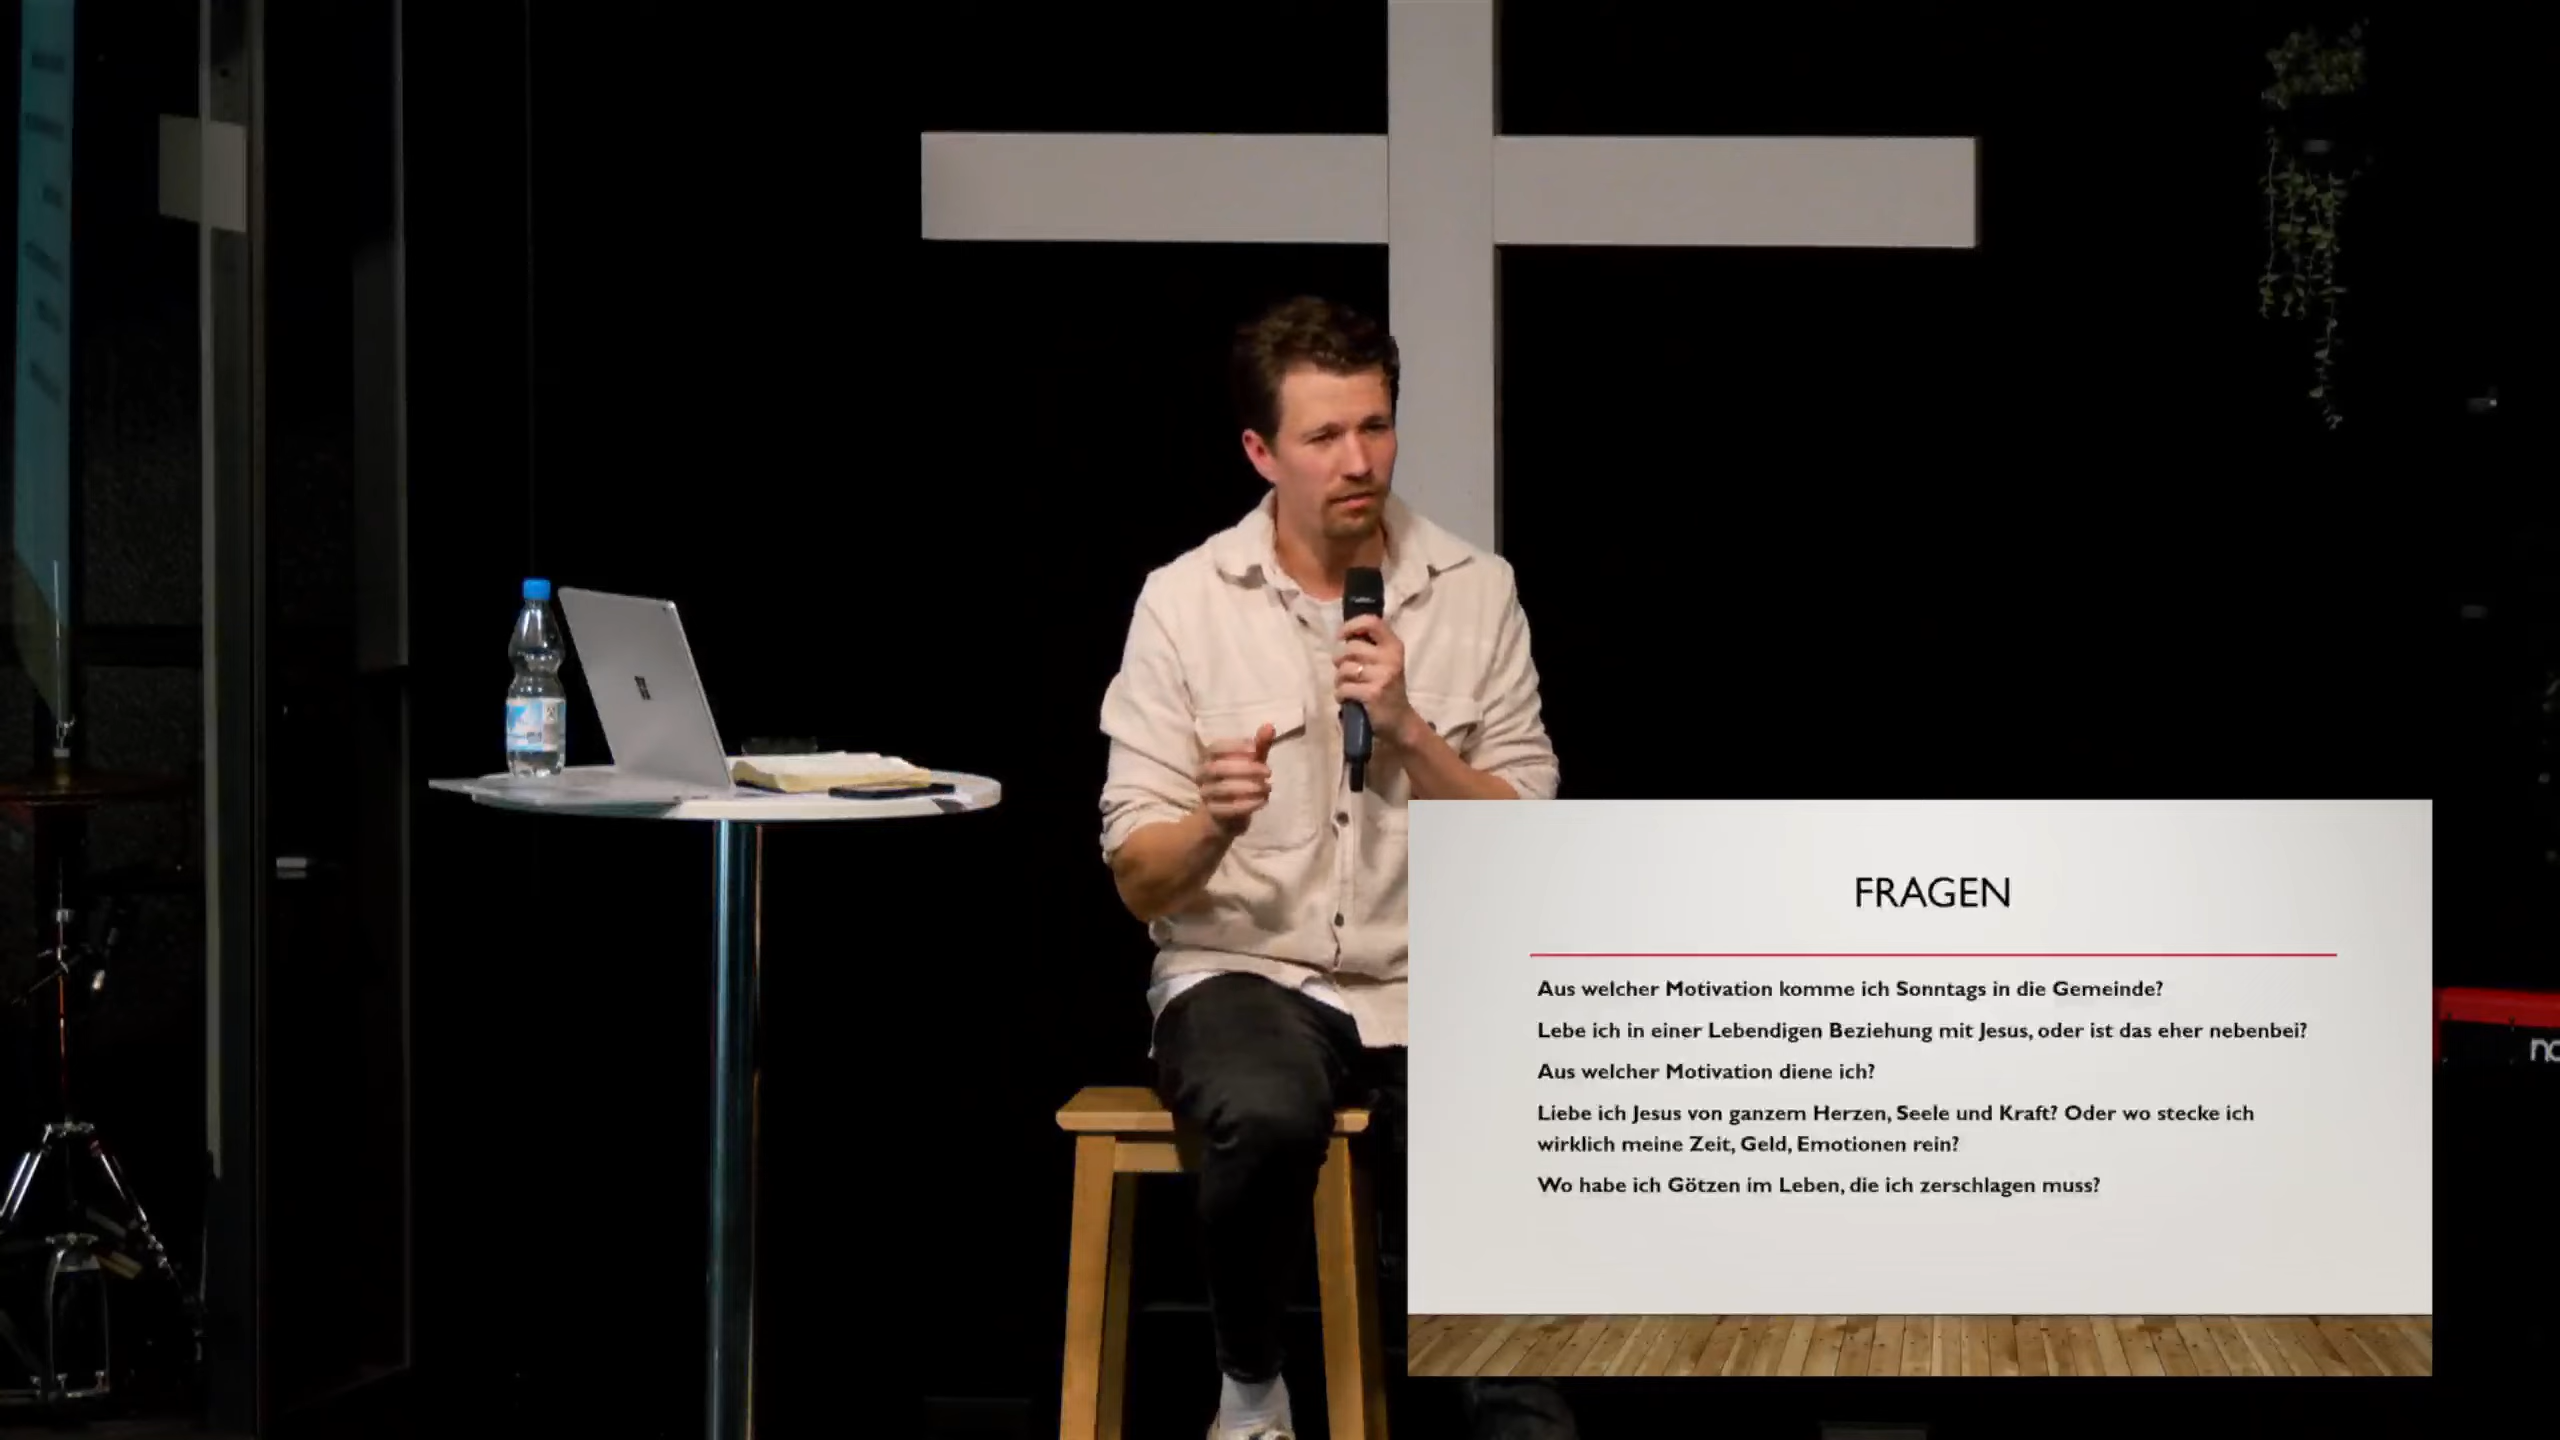 FRAGEN
Aus welcher Motivation komme ich Sonntags in die Gemeinde?
Lebe ich in einer Lebendigen Beziehung mit Jesus, oder ist das eher nebenbei?
Aus welcher Motivation diene ich?
Liebe ich Jesus von ganzem Herzen, Seele und Kraft? Oder wo stecke ich
wirklich meine Zeit, Geld, Emotionen rein?
Wo habe ich Götzen im Leben, die ich zerschlagen muss?